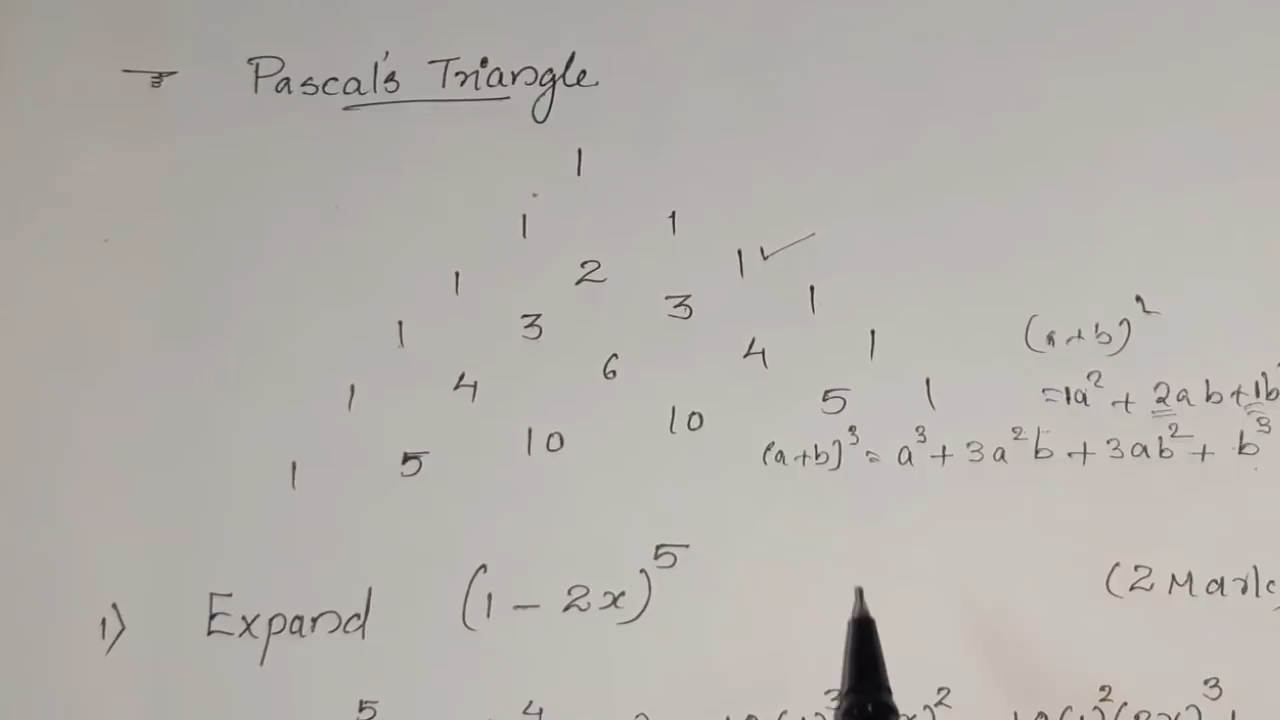 Pascal's Triangle
1
1 1
1 2 1 ✓
1 3 3 1
1 4 6 4 1
1 5 10 10 5 1
(a+b)²
=1a² + 2ab+1b
(a+b)³ = a³ + 3a²b + 3ab² + b³
1) Expand (1 - 2x)⁵
(2 Mark